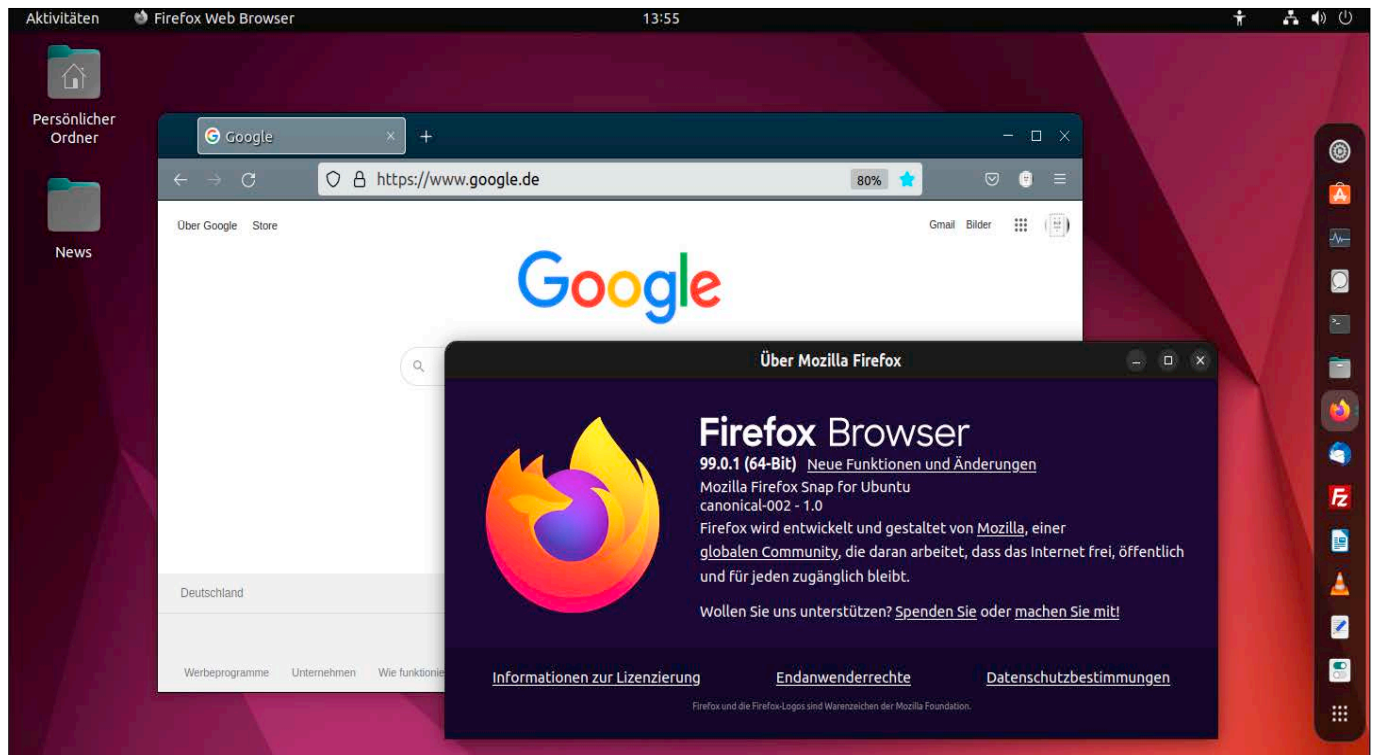 Aktivitäten Firefox Web Browser 13:55
Persönlicher
Ordner
News
Google
https://www.google.de 80%
Über Google Store Gmail Bilder
Google
Über Mozilla Firefox
Firefox Browser
99.0.1 (64-Bit) Neue Funktionen und Änderungen
Mozilla Firefox Snap for Ubuntu
canonical-002 - 1.0
Firefox wird entwickelt und gestaltet von Mozilla, einer
globalen Community, die daran arbeitet, dass das Internet frei, öffentlich
und für jeden zugänglich bleibt.
Wollen Sie uns unterstützen? Spenden Sie oder machen Sie mit!
Deutschland
Werbeprogramme Unternehmen Wie funktionie
Informationen zur Lizenzierung Endanwenderrechte Datenschutzbestimmungen
Firefox und die Firefox-Logos sind Warenzeichen der Mozilla Foundation.